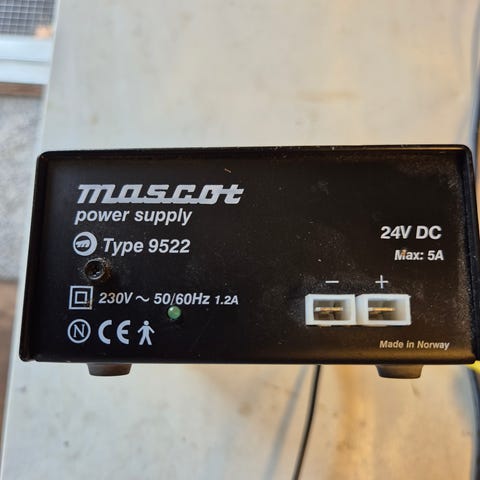 mascot
power supply
Type 9522
24V DC
Max: 5A
− +
230V ~ 50/60Hz 1.2A
N CE
Made in Norway